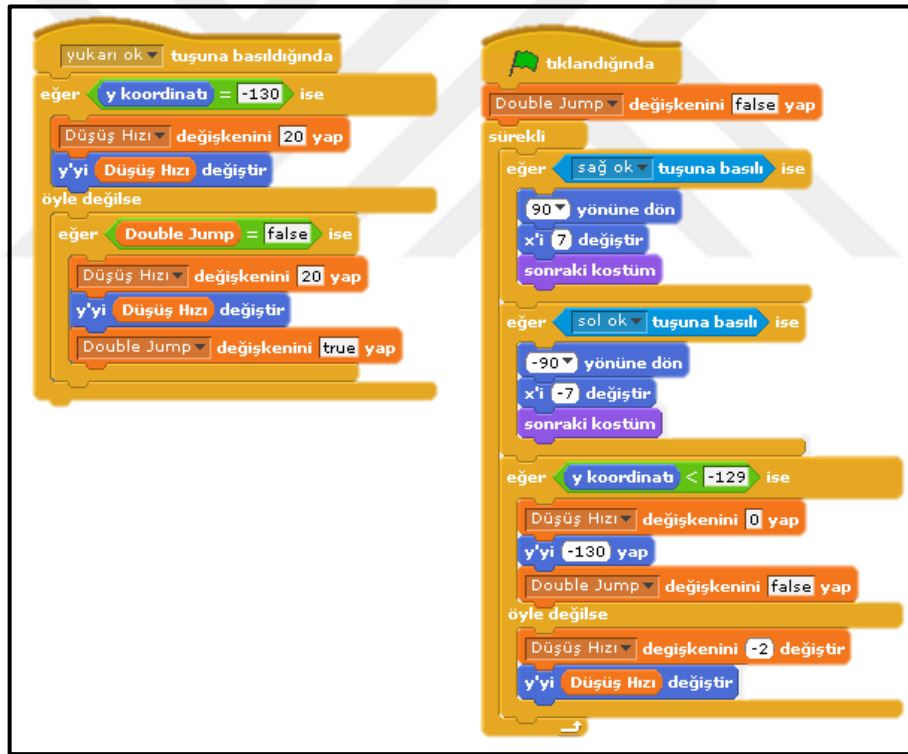 yukarı ok tuşuna basıldığında
eğer y koordinatı = -130 ise
Düşüş Hızı değişkenini 20 yap
y'yi Düşüş Hızı değiştir
öyle değilse
eğer Double Jump = false ise
Düşüş Hızı değişkenini 20 yap
y'yi Düşüş Hızı değiştir
Double Jump değişkenini true yap
tıklandığında
Double Jump değişkenini false yap
sürekli
eğer sağ ok tuşuna basılı ise
90 yönüne dön
x'i 7 değiştir
sonraki kostüm
eğer sol ok tuşuna basılı ise
-90 yönüne dön
x'i -7 değiştir
sonraki kostüm
eğer y koordinatı < -129 ise
Düşüş Hızı değişkenini 0 yap
y'yi -130 yap
Double Jump değişkenini false yap
öyle değilse
Düşüş Hızı degişkenini -2 değiştir
y'yi Düşüş Hızı değiştir